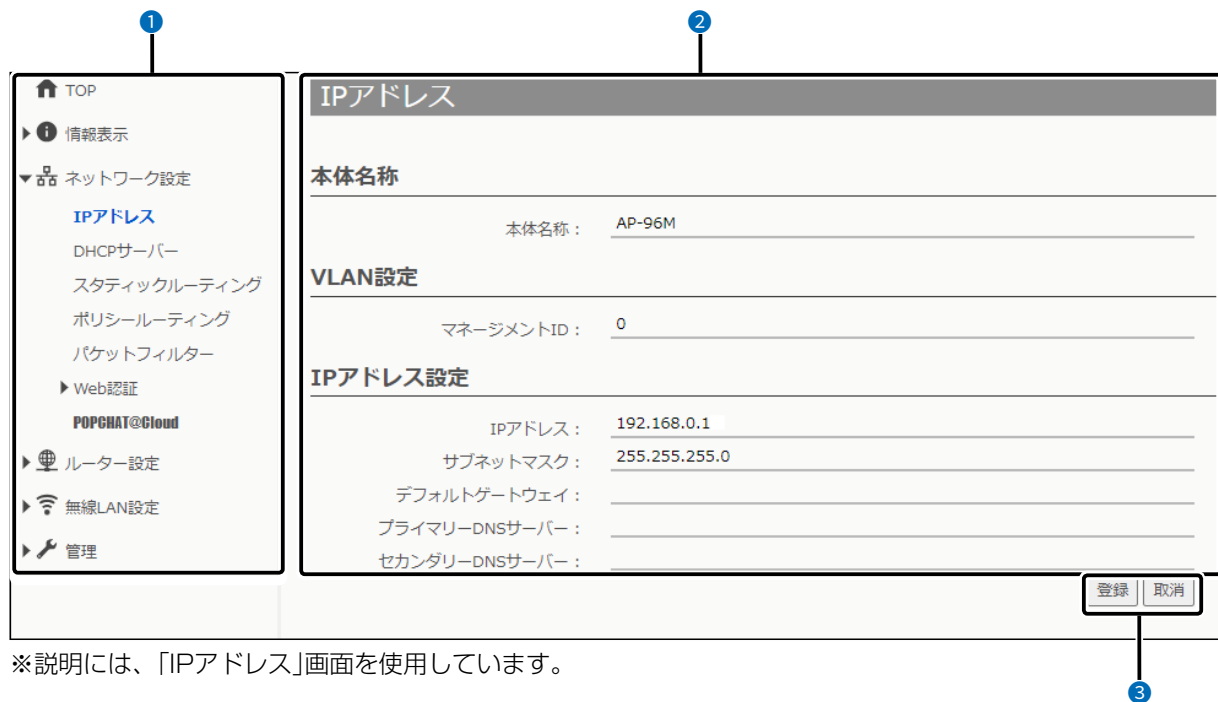 ❶
❷
TOP
情報表示
ネットワーク設定
IPアドレス
DHCPサーバー
スタティックルーティング
ポリシールーティング
パケットフィルター
Web認証
POPCHAT@Cloud
ルーター設定
無線LAN設定
管理
IPアドレス
本体名称
本体名称： AP-96M
VLAN設定
マネージメントID： 0
IPアドレス設定
IPアドレス： 192.168.0.1
サブネットマスク： 255.255.255.0
デフォルトゲートウェイ：
プライマリーDNSサーバー：
セカンダリーDNSサーバー：
登録 取消
※説明には、「IPアドレス」画面を使用しています。
❸